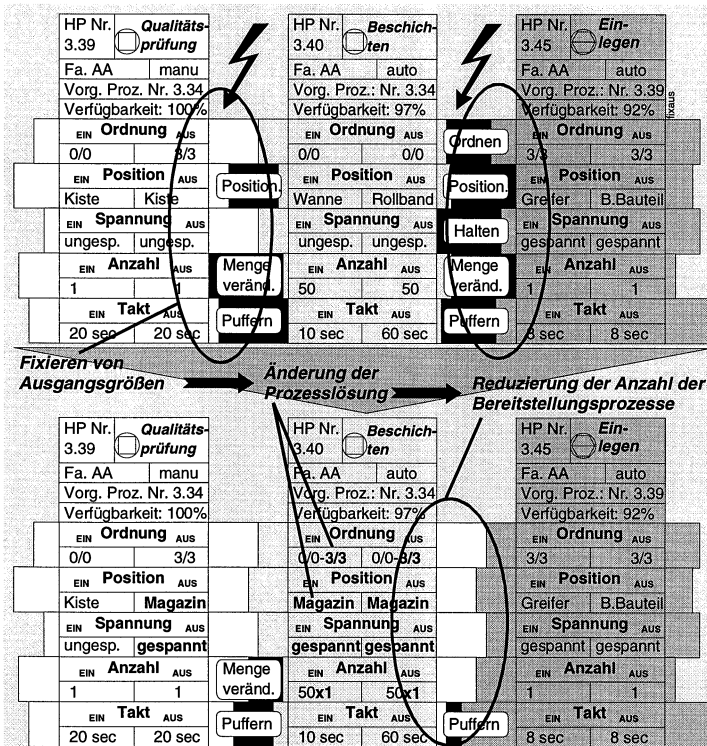 HP Nr. 3.39 Qualitäts-prüfung
Fa. AA manu
Vorg. Proz. Nr. 3.34
Verfügbarkeit: 100%
EIN Ordnung AUS
0/0 3/3
EIN Position AUS
Kiste Kiste
EIN Spannung AUS
ungesp. ungesp.
EIN Anzahl AUS
1 1
EIN Takt AUS
20 sec 20 sec
Position.
Menge veränd.
Puffern
HP Nr. 3.40 Beschich-ten
Fa. AA auto
Vorg. Proz.: Nr. 3.34
Verfügbarkeit: 97%
EIN Ordnung AUS
0/0 0/0
EIN Position AUS
Wanne Rollband
EIN Spannung AUS
ungesp. ungesp.
EIN Anzahl AUS
50 50
EIN Takt AUS
10 sec 60 sec
Ordnen
Position.
Halten
Menge veränd.
Puffern
HP Nr. 3.45 Ein-legen
Fa. AA auto
Vorg. Proz.: Nr. 3.39
Verfügbarkeit: 92%
fixaus
EIN Ordnung AUS
3/3 3/3
EIN Position AUS
Greifer B.Bauteil
EIN Spannung AUS
gespannt gespannt
EIN Anzahl AUS
1 1
EIN Takt AUS
8 sec 8 sec
Fixieren von
Ausgangsgrößen
Änderung der
Prozesslösung
Reduzierung der Anzahl der
Bereitstellungsprozesse
HP Nr. 3.39 Qualitäts-prüfung
Fa. AA manu
Vorg. Proz. Nr. 3.34
Verfügbarkeit: 100%
EIN Ordnung AUS
0/0 3/3
EIN Position AUS
Kiste Magazin
EIN Spannung AUS
ungesp. gespannt
EIN Anzahl AUS
1 1
EIN Takt AUS
20 sec 20 sec
Menge veränd.
Puffern
HP Nr. 3.40 Beschich-ten
Fa. AA auto
Vorg. Proz.: Nr. 3.34
Verfügbarkeit: 97%
EIN Ordnung AUS
0/0-3/3 0/0-3/3
EIN Position AUS
Magazin Magazin
EIN Spannung AUS
gespannt gespannt
EIN Anzahl AUS
50x1 50x1
EIN Takt AUS
10 sec 60 sec
Puffern
HP Nr. 3.45 Ein-legen
Fa. AA auto
Vorg. Proz.: Nr. 3.39
Verfügbarkeit: 92%
EIN Ordnung AUS
3/3 3/3
EIN Position AUS
Greifer B.Bauteil
EIN Spannung AUS
gespannt gespannt
EIN Anzahl AUS
1 1
EIN Takt AUS
8 sec 8 sec